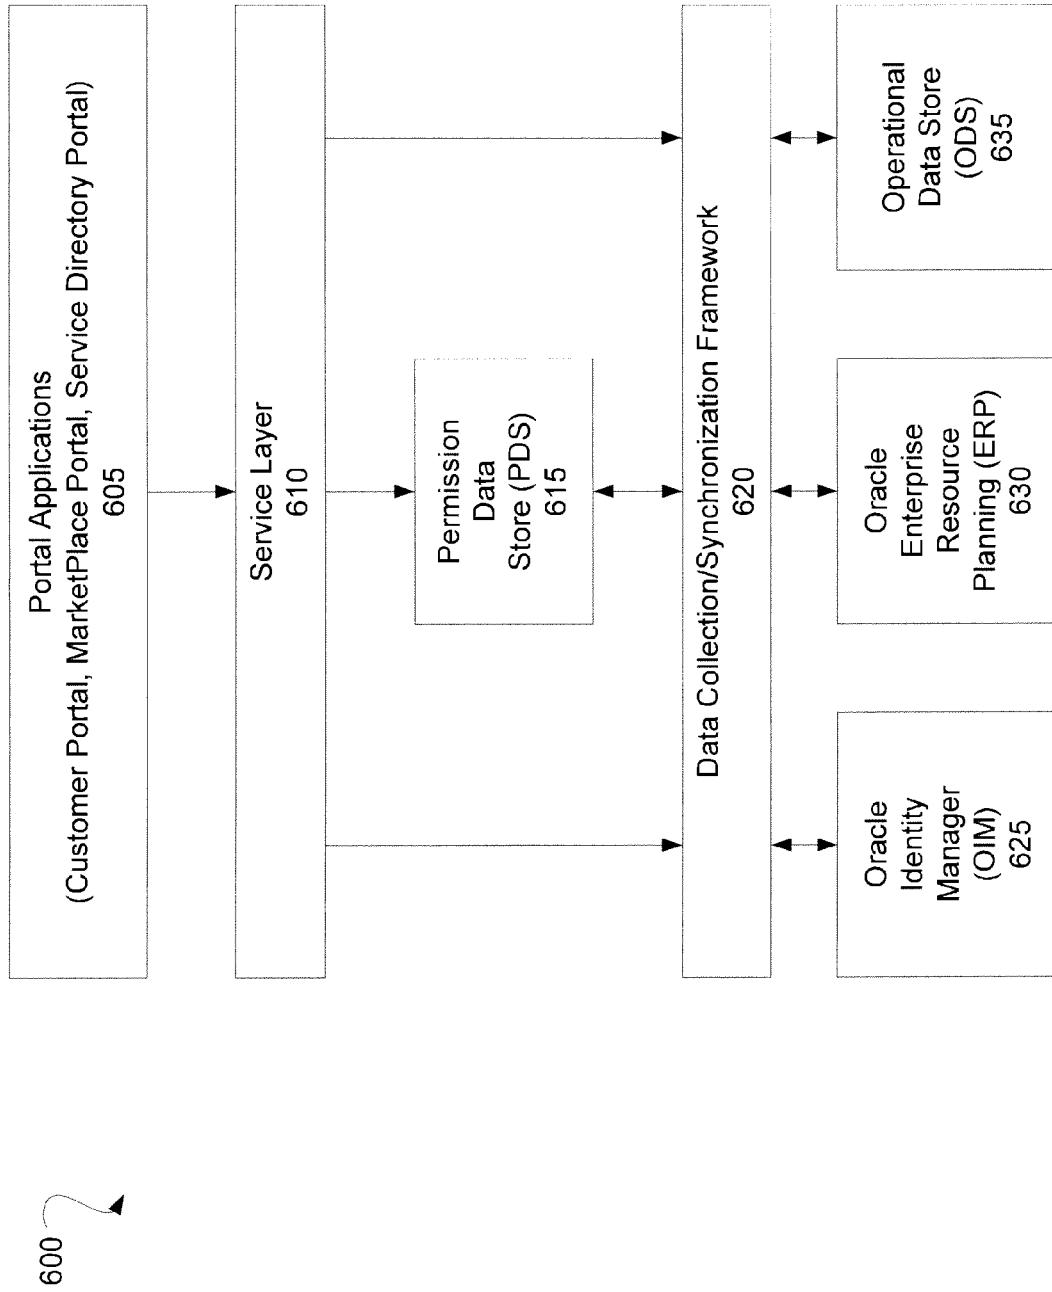 600
Portal Applications
(Customer Portal, MarketPlace Portal, Service Directory Portal)
605
Service Layer
610
Permission
Data
Store (PDS)
615
Data Collection/Synchronization Framework
620
Oracle
Identity
Manager
(OIM)
625
Oracle
Enterprise
Resource
Planning (ERP)
630
Operational
Data Store
(ODS)
635